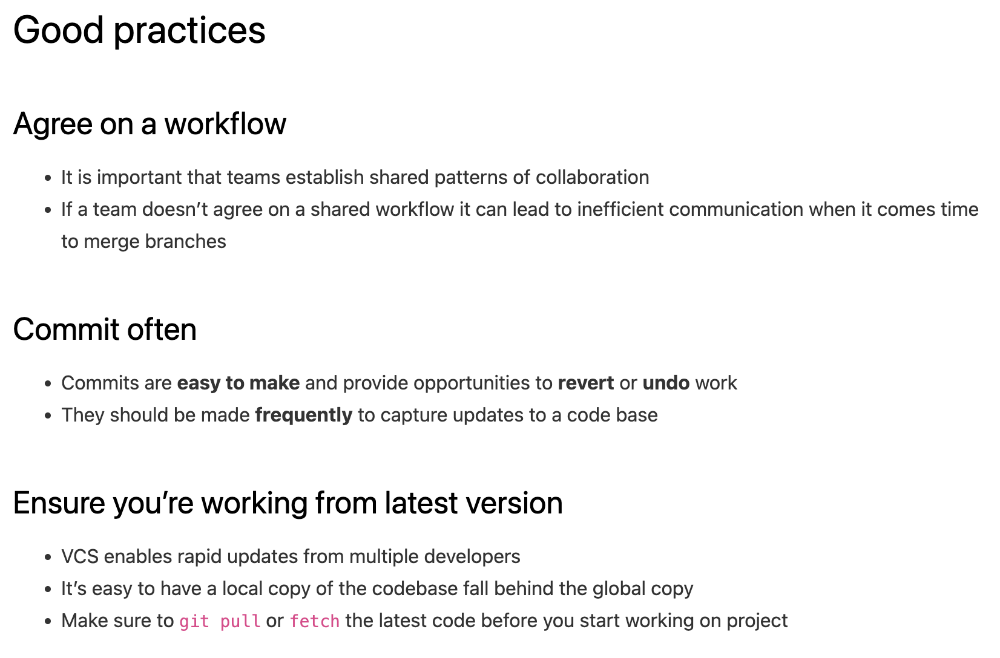 Good practices
Agree on a workflow
• It is important that teams establish shared patterns of collaboration
• If a team doesn’t agree on a shared workflow it can lead to inefficient communication when it comes time
to merge branches
Commit often
• Commits are easy to make and provide opportunities to revert or undo work
• They should be made frequently to capture updates to a code base
Ensure you’re working from latest version
• VCS enables rapid updates from multiple developers
• It’s easy to have a local copy of the codebase fall behind the global copy
• Make sure to git pull or fetch the latest code before you start working on project